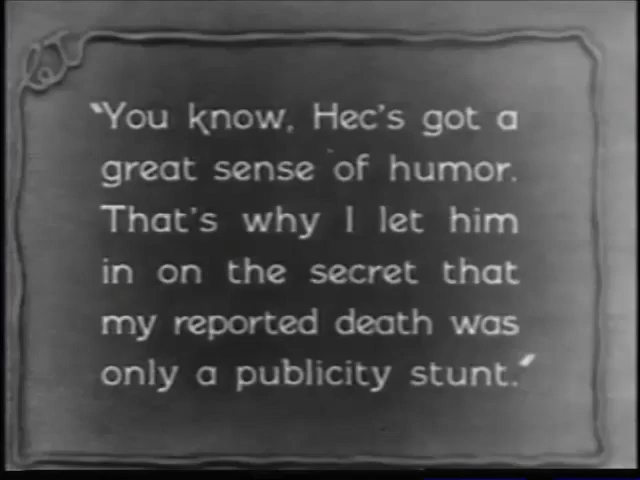 "You know, Hec's got a
great sense of humor.
That's why I let him
in on the secret that
my reported death was
only a publicity stunt."